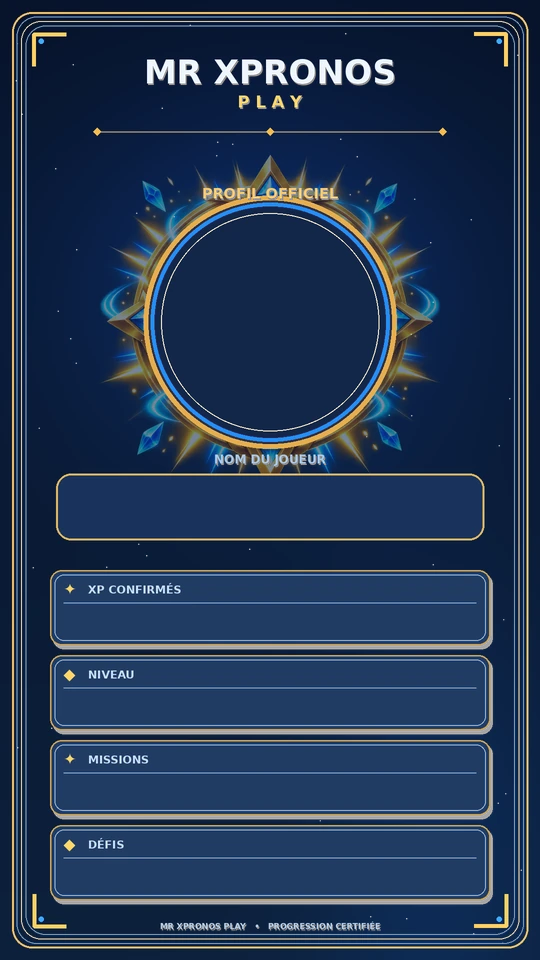 MR XPRONOS
PLAY
PROFIL OFFICIEL
NOM DU JOUEUR
XP CONFIRMÉS
NIVEAU
MISSIONS
DÉFIS
MR XPRONOS PLAY • PROGRESSION CERTIFIÉE